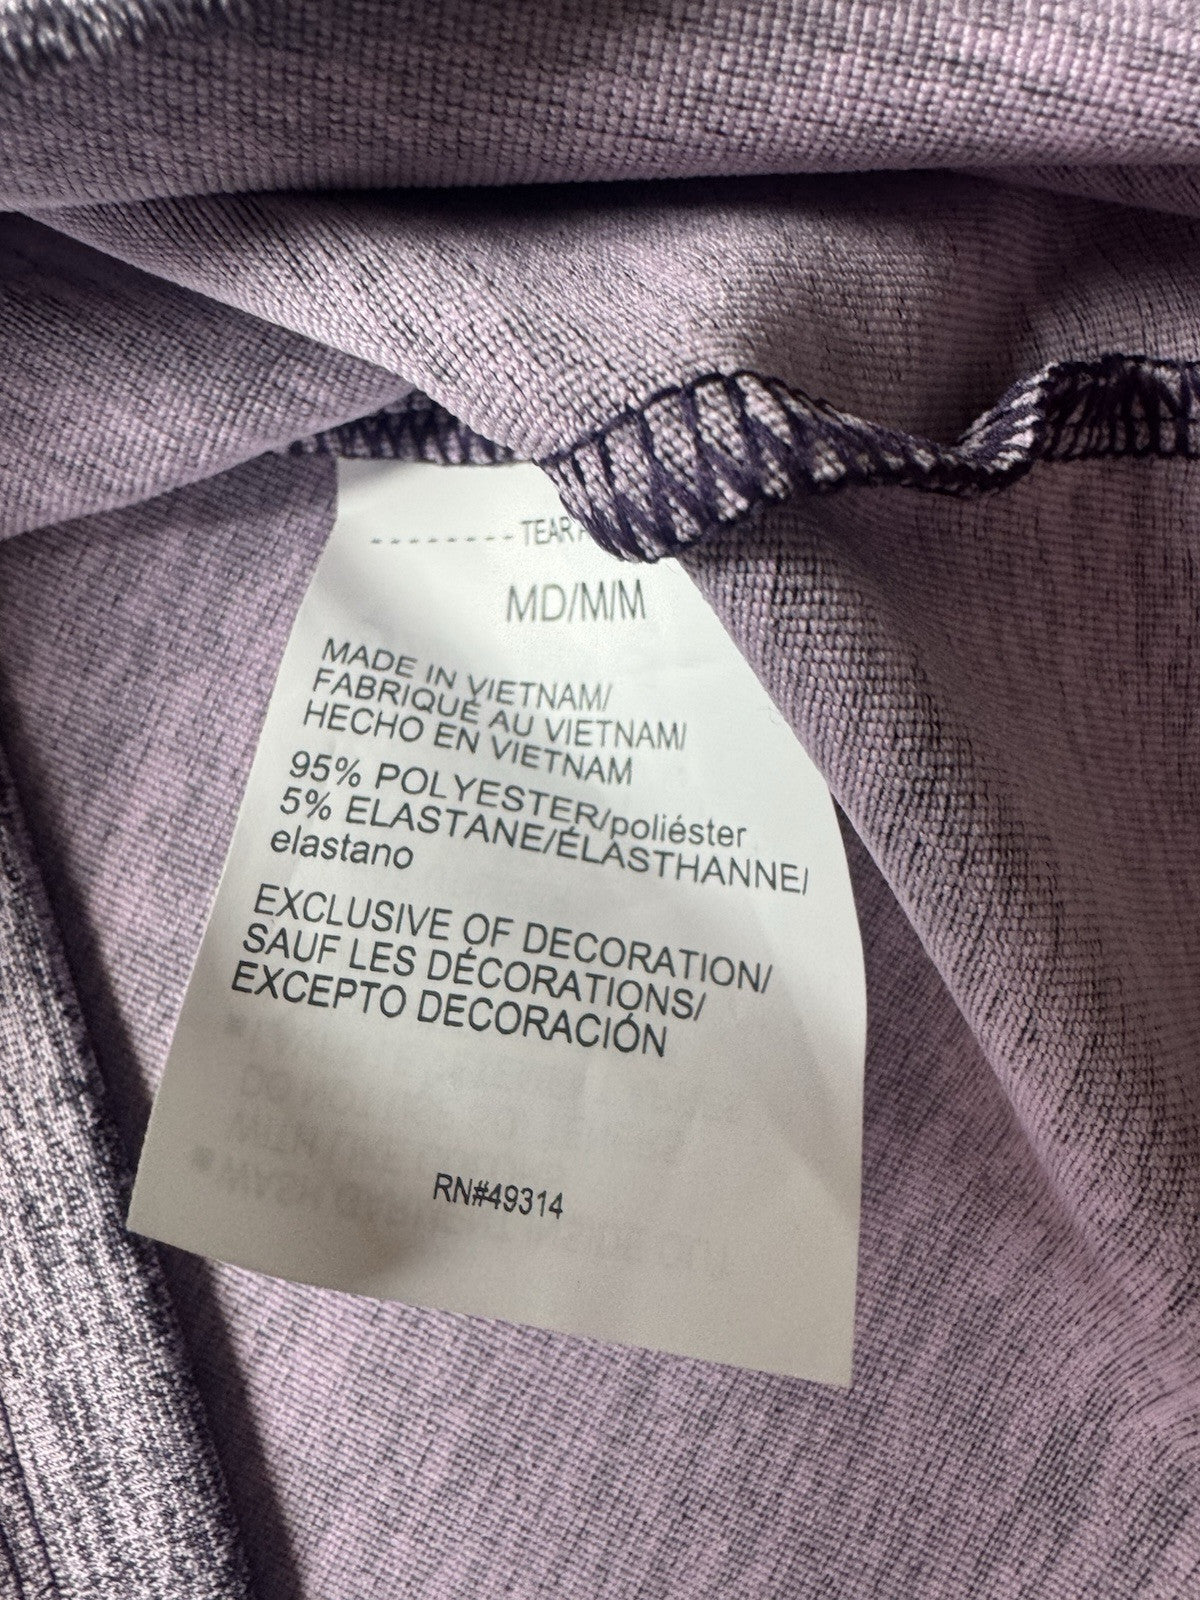 --------TEAR
MD/M/M
MADE IN VIETNAM/
FABRIQUÉ AU VIETNAM/
HECHO EN VIETNAM
95% POLYESTER/poliéster
5% ELASTANE/ÉLASTHANNE/
elastano
EXCLUSIVE OF DECORATION/
SAUF LES DÉCORATIONS/
EXCEPTO DECORACIÓN
RN#49314